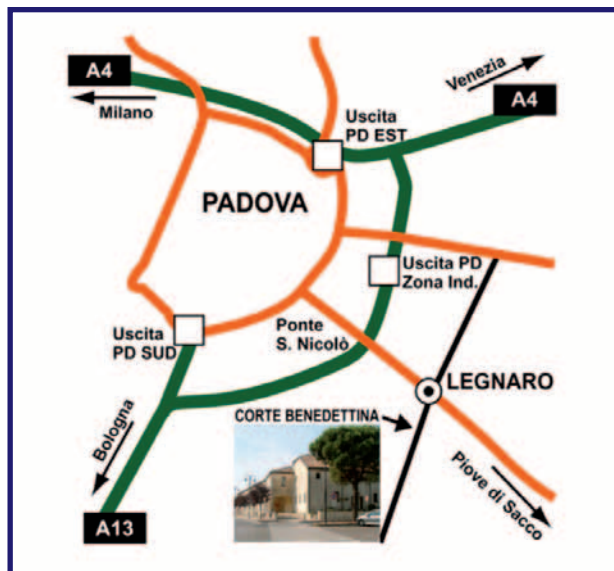 A4
Milano
Venezia
A4
Uscita
PD EST
PADOVA
Uscita PD
Zona Ind.
Uscita
PD SUD
Ponte
S. Nicolò
LEGNARO
CORTE BENEDETTINA
Bologna
Piove di Sacco
A13